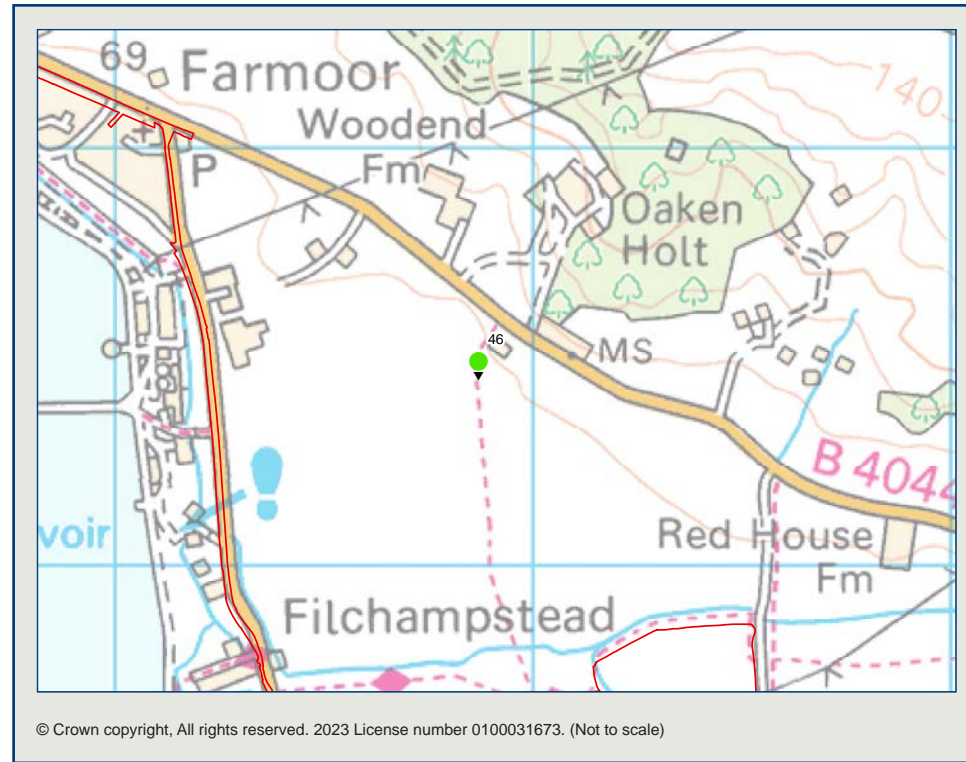 69
Farmoor
140
Woodend
Fm
P
Oaken
Holt
46
MS
B 4044
voir
Red House
Fm
Filchampstead
© Crown copyright, All rights reserved. 2023 License number 0100031673. (Not to scale)